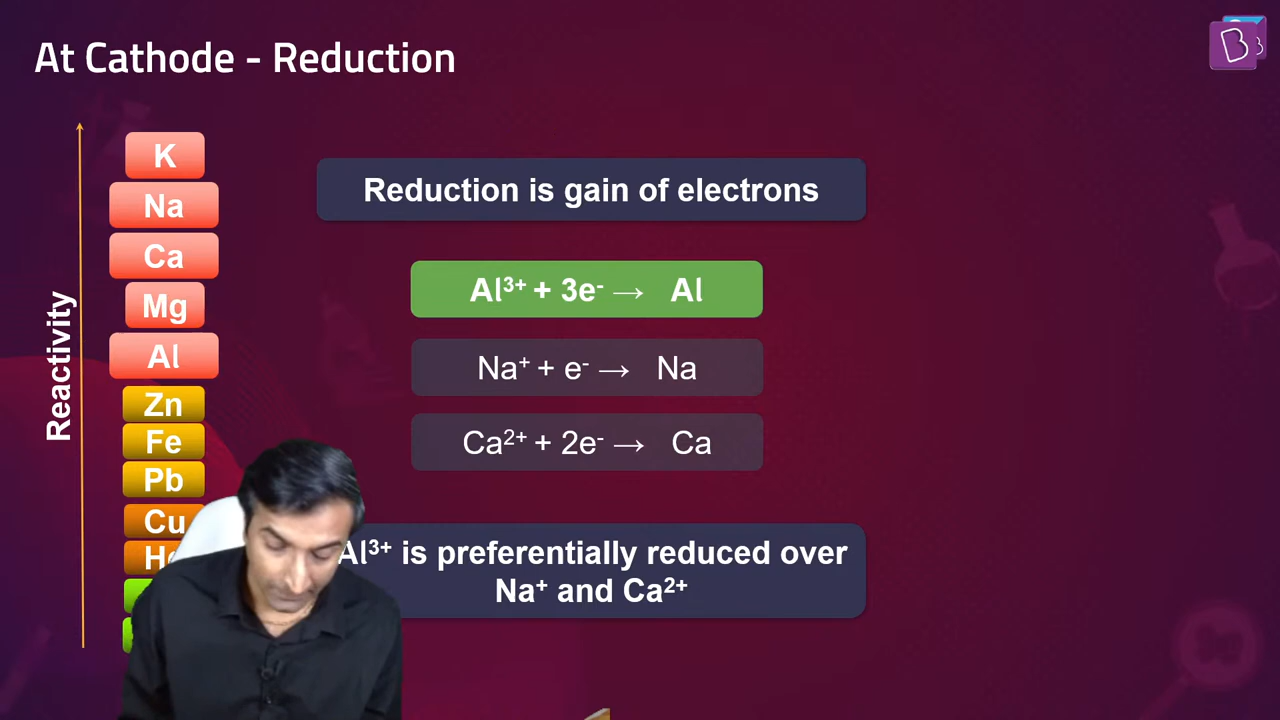 At Cathode - Reduction
Reactivity
K
Na
Ca
Mg
Al
Zn
Fe
Pb
Cu
Reduction is gain of electrons
Al³⁺ + 3e⁻ → Al
Na⁺ + e⁻ → Na
Ca²⁺ + 2e⁻ → Ca
Al³⁺ is preferentially reduced over
Na⁺ and Ca²⁺
B